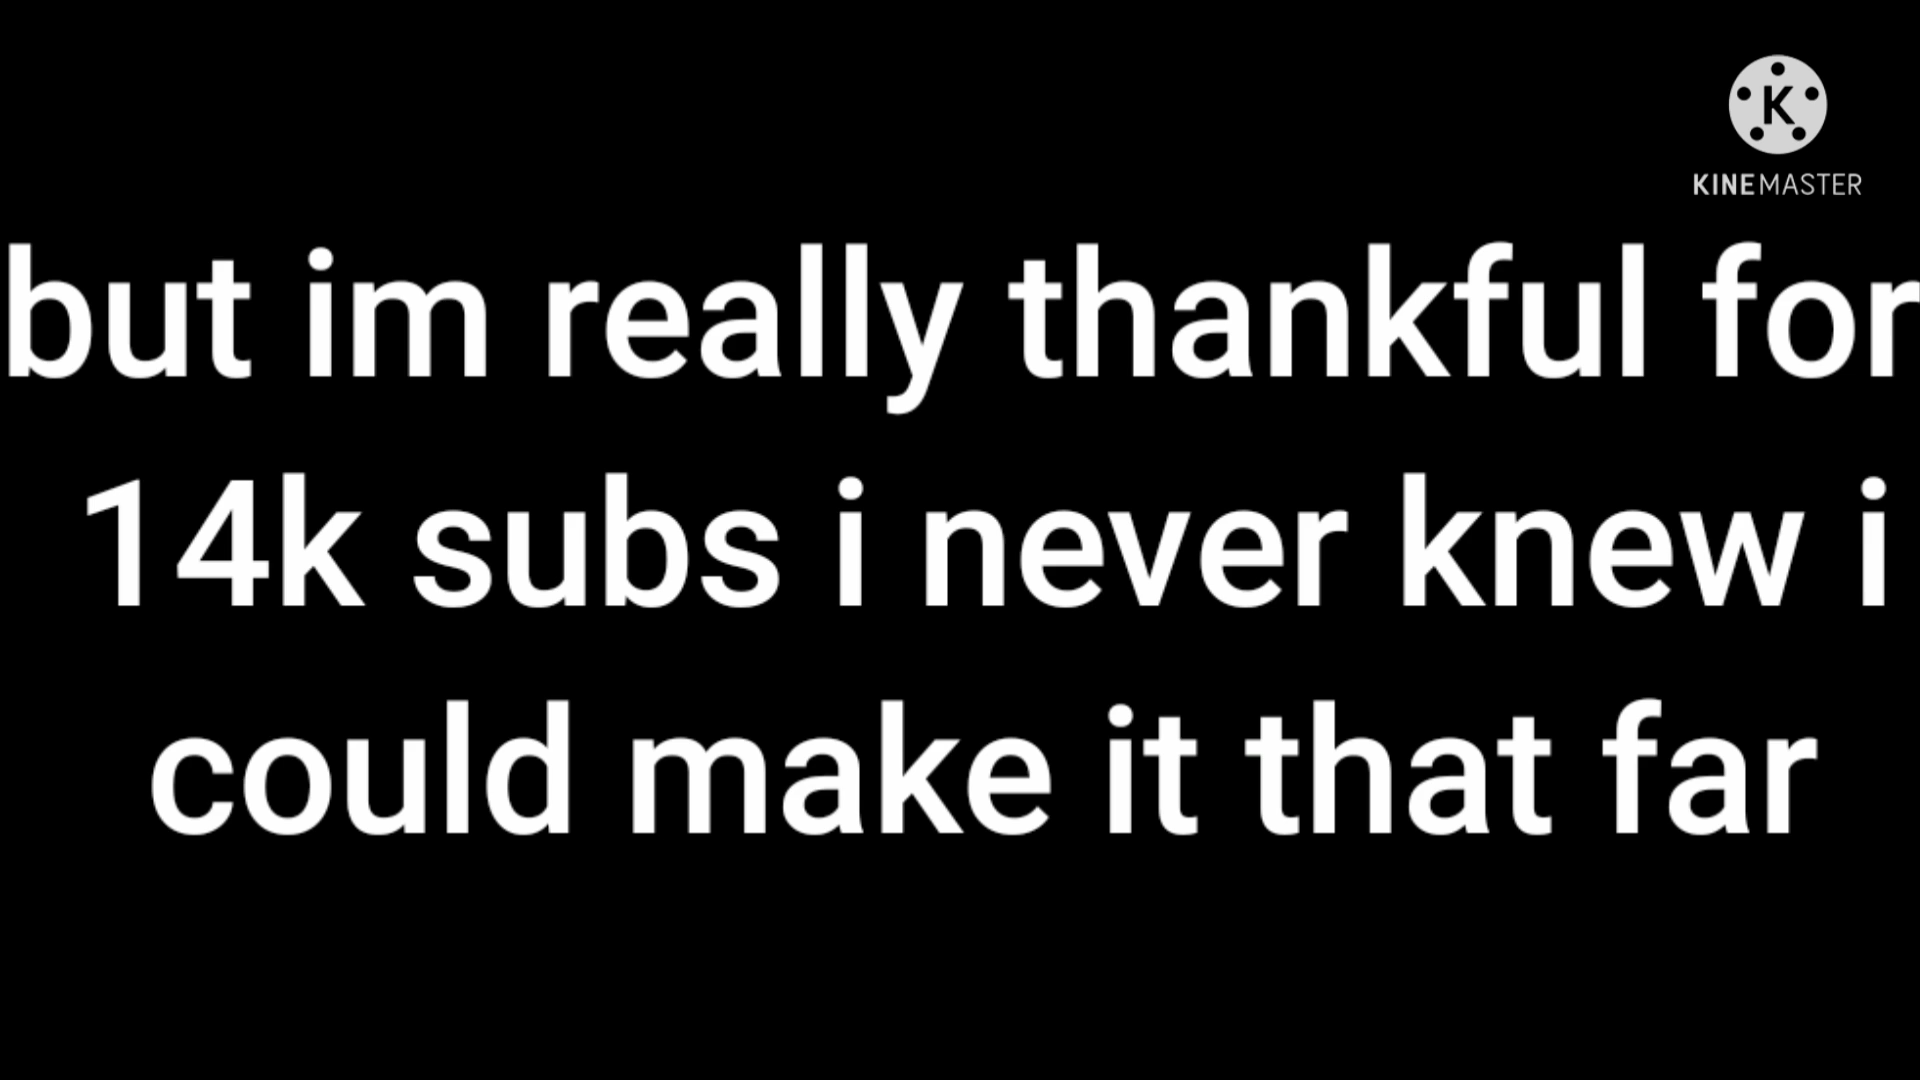 K
KINEMASTER
but im really thankful for
14k subs i never knew i
could make it that far